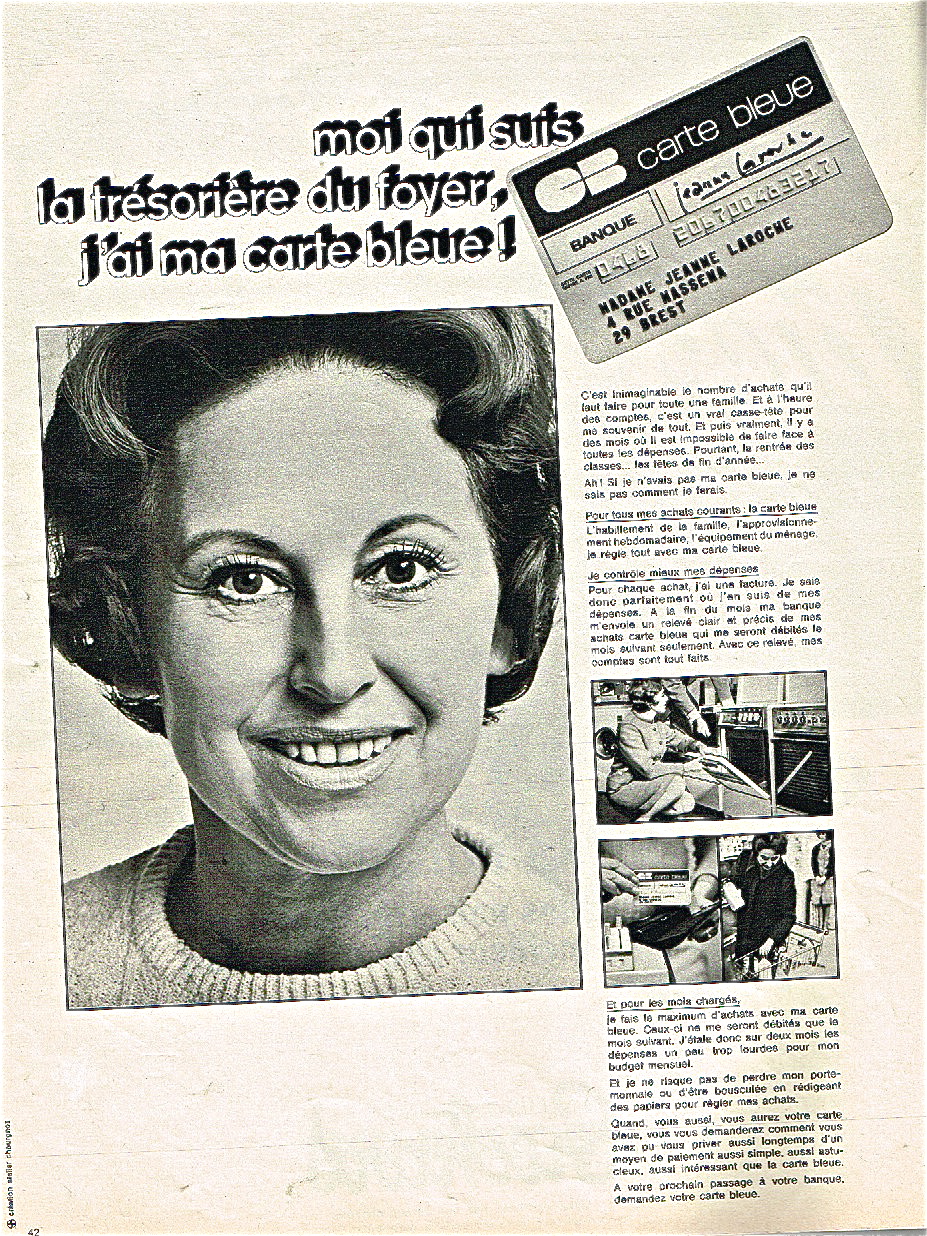 moi qui suis
la trésorière du foyer,
j'ai ma carte bleue !
CB carte bleue
BANQUE
Jeanne Laroche
0468
206700463217
MADAME JEANNE LAROCHE
4 RUE MASSENA
29 BREST
C'est inimaginable le nombre d'achats qu'il
faut faire pour toute une famille. Et à l'heure
des comptes, c'est un vrai casse-tête pour
me souvenir de tout. Et puis vraiment, il y a
des mois où il est impossible de faire face à
toutes les dépenses. Pourtant, la rentrée des
classes... les fêtes de fin d'année...
Ah! Si je n'avais pas ma carte bleue, je ne
sais pas comment je ferais.
Pour tous mes achats courants : la carte bleue
L'habillement de la famille, l'approvisionne-
ment hebdomadaire, l'équipement du ménage,
je règle tout avec ma carte bleue.
Je contrôle mieux mes dépenses
Pour chaque achat, j'ai une facture. Je sais
donc parfaitement où j'en suis de mes
dépenses. A la fin du mois ma banque
m'envoie un relevé clair et précis de mes
achats carte bleue qui me seront débités le
mois suivant seulement. Avec ce relevé, mes
comptes sont tout faits.
CB carte bleue
Et pour les mois chargés,
je fais le maximum d'achats avec ma carte
bleue. Ceux-ci ne me seront débités que le
mois suivant. J'étale donc sur deux mois les
dépenses un peu trop lourdes pour mon
budget mensuel.
Et je ne risque pas de perdre mon porte-
monnaie ou d'être bousculée en rédigeant
des papiers pour régler mes achats.
Quand, vous aussi, vous aurez votre carte
bleue, vous vous demanderez comment vous
avez pu vous priver aussi longtemps d'un
moyen de paiement aussi simple, aussi astu-
cieux, aussi intéressant que la carte bleue.
A votre prochain passage à votre banque,
demandez votre carte bleue.
création atelier chourgnoz
42